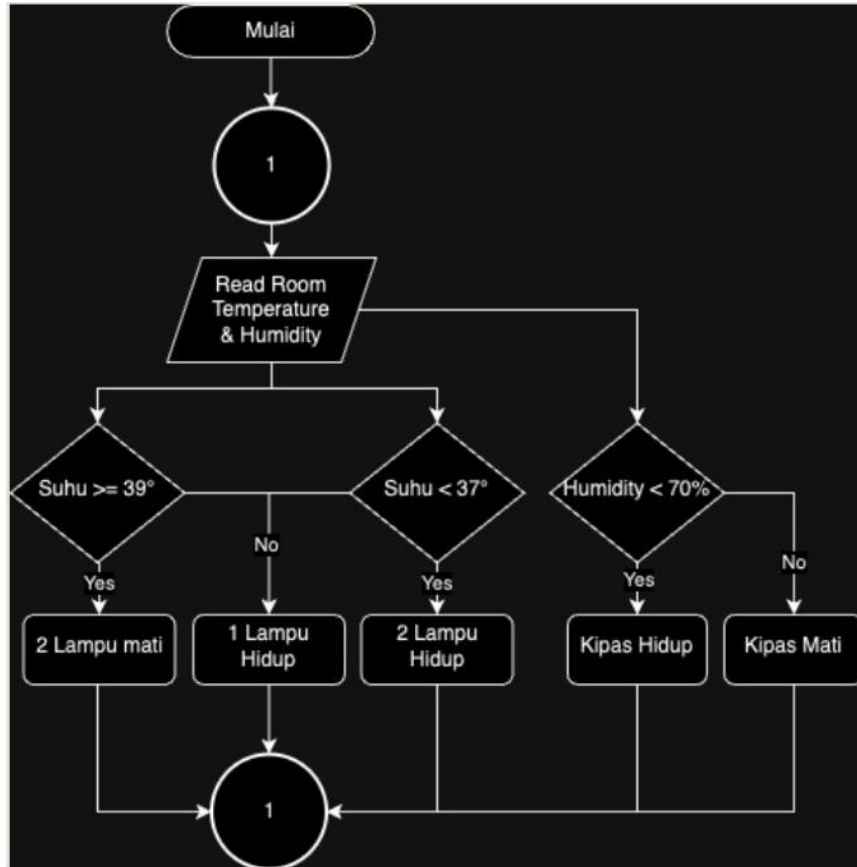 Mulai
1
Read Room
Temperature
& Humidity
Suhu >= 39°
Suhu < 37°
Humidity < 70%
No
Yes
Yes
Yes
No
2 Lampu mati
1 Lampu
Hidup
2 Lampu
Hidup
Kipas Hidup
Kipas Mati
1